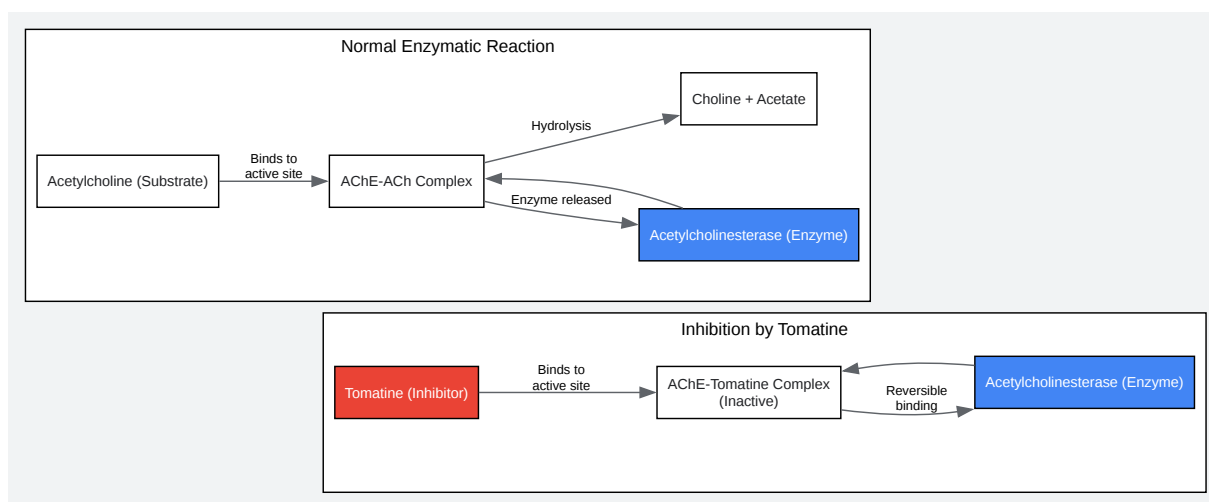 Normal Enzymatic Reaction
Choline + Acetate
Hydrolysis
Binds to
active site
Acetylcholine (Substrate)
AChE-ACh Complex
Enzyme released
Acetylcholinesterase (Enzyme)
Inhibition by Tomatine
Binds to
active site
Tomatine (Inhibitor)
AChE-Tomatine Complex
(Inactive)
Reversible
binding
Acetylcholinesterase (Enzyme)